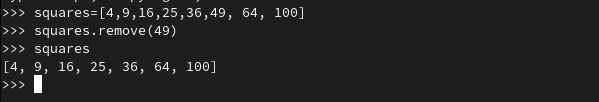 >>> squares=[4,9,16,25,36,49, 64, 100]
>>> squares.remove(49)
>>> squares
[4, 9, 16, 25, 36, 64, 100]
>>>